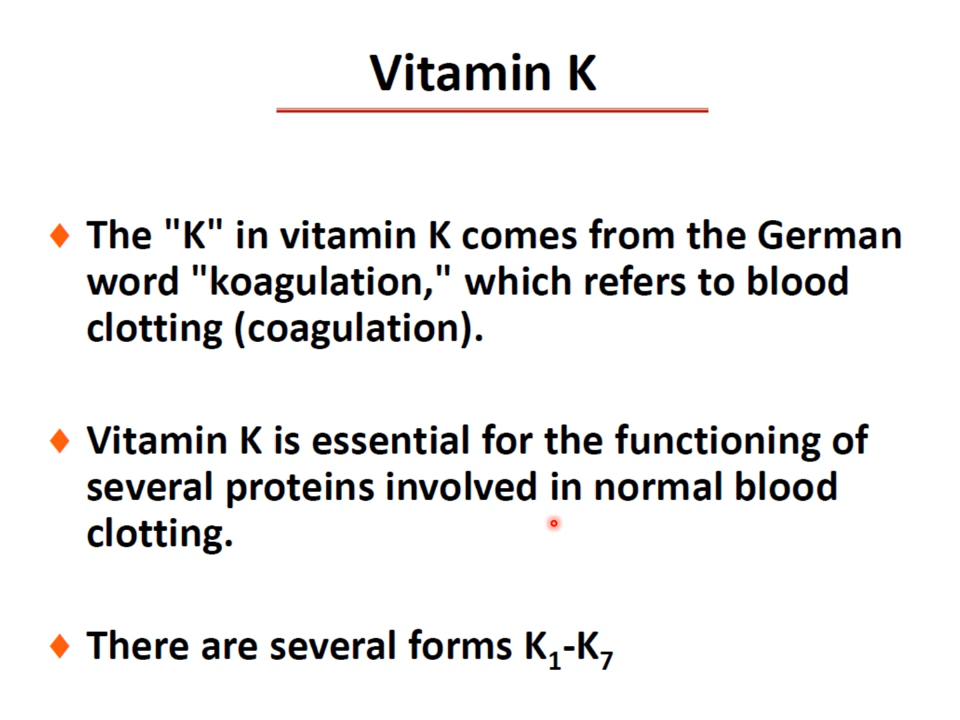 Vitamin K
The "K" in vitamin K comes from the German
word "koagulation," which refers to blood
clotting (coagulation).
Vitamin K is essential for the functioning of
several proteins involved in normal blood
clotting.
There are several forms K₁-K₇